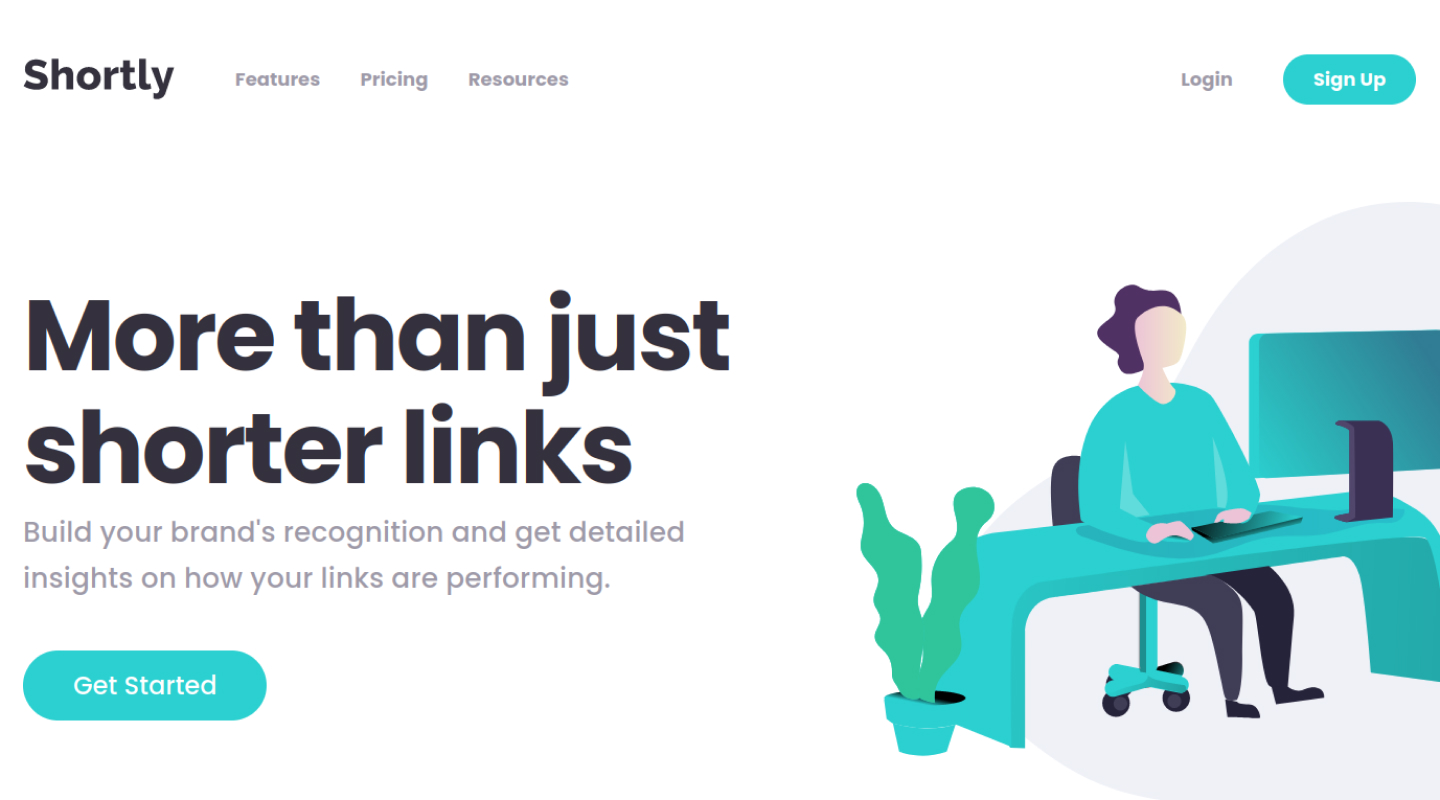 Shortly Features Pricing Resources Login Sign Up
More than just
shorter links
Build your brand's recognition and get detailed
insights on how your links are performing.
Get Started